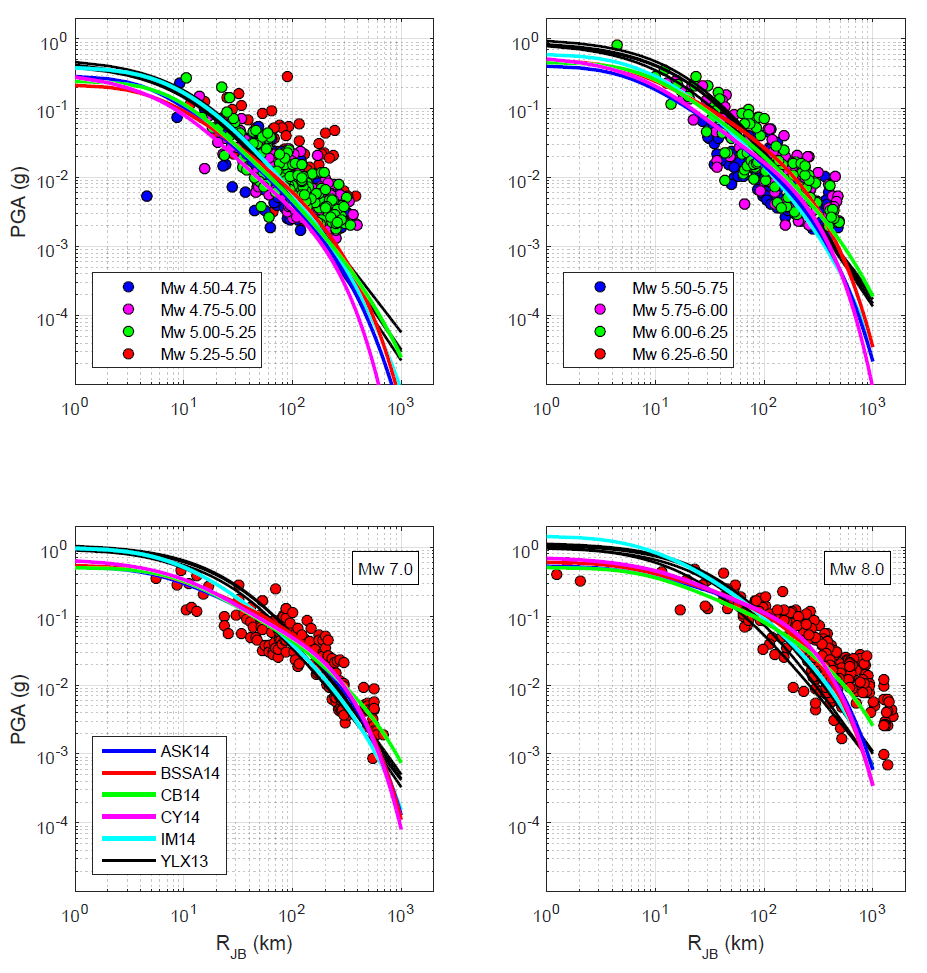 10^0
10^-1
10^-2
10^-3
10^-4
PGA (g)
Mw 4.50-4.75
Mw 4.75-5.00
Mw 5.00-5.25
Mw 5.25-5.50
10^0 10^1 10^2 10^3
10^0
10^-1
10^-2
10^-3
10^-4
Mw 5.50-5.75
Mw 5.75-6.00
Mw 6.00-6.25
Mw 6.25-6.50
10^0 10^1 10^2 10^3
10^0
10^-1
10^-2
10^-3
10^-4
PGA (g)
Mw 7.0
ASK14
BSSA14
CB14
CY14
IM14
YLX13
10^0 10^1 10^2 10^3
R_JB (km)
10^0
10^-1
10^-2
10^-3
10^-4
Mw 8.0
10^0 10^1 10^2 10^3
R_JB (km)